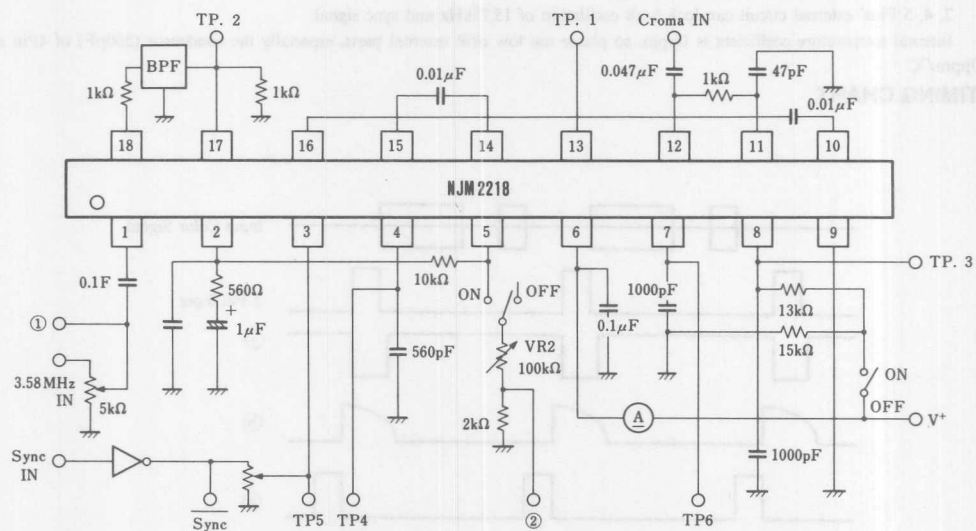 TP. 2
TP. 1
Croma IN
BPF
1kΩ
1kΩ
0.01μF
0.047μF
1kΩ
47pF
0.01μF
18
17
16
15
14
13
12
11
10
NJM2218
1
2
3
4
5
6
7
8
9
0.1F
560Ω
+
1μF
10kΩ
ON
OFF
1000pF
0.1μF
TP. 3
13kΩ
15kΩ
①
560pF
VR2
100kΩ
3.58MHz
IN
5kΩ
ON
OFF
2kΩ
A
V⁺
Sync
IN
1000pF
Sync
TP5
TP4
②
TP6